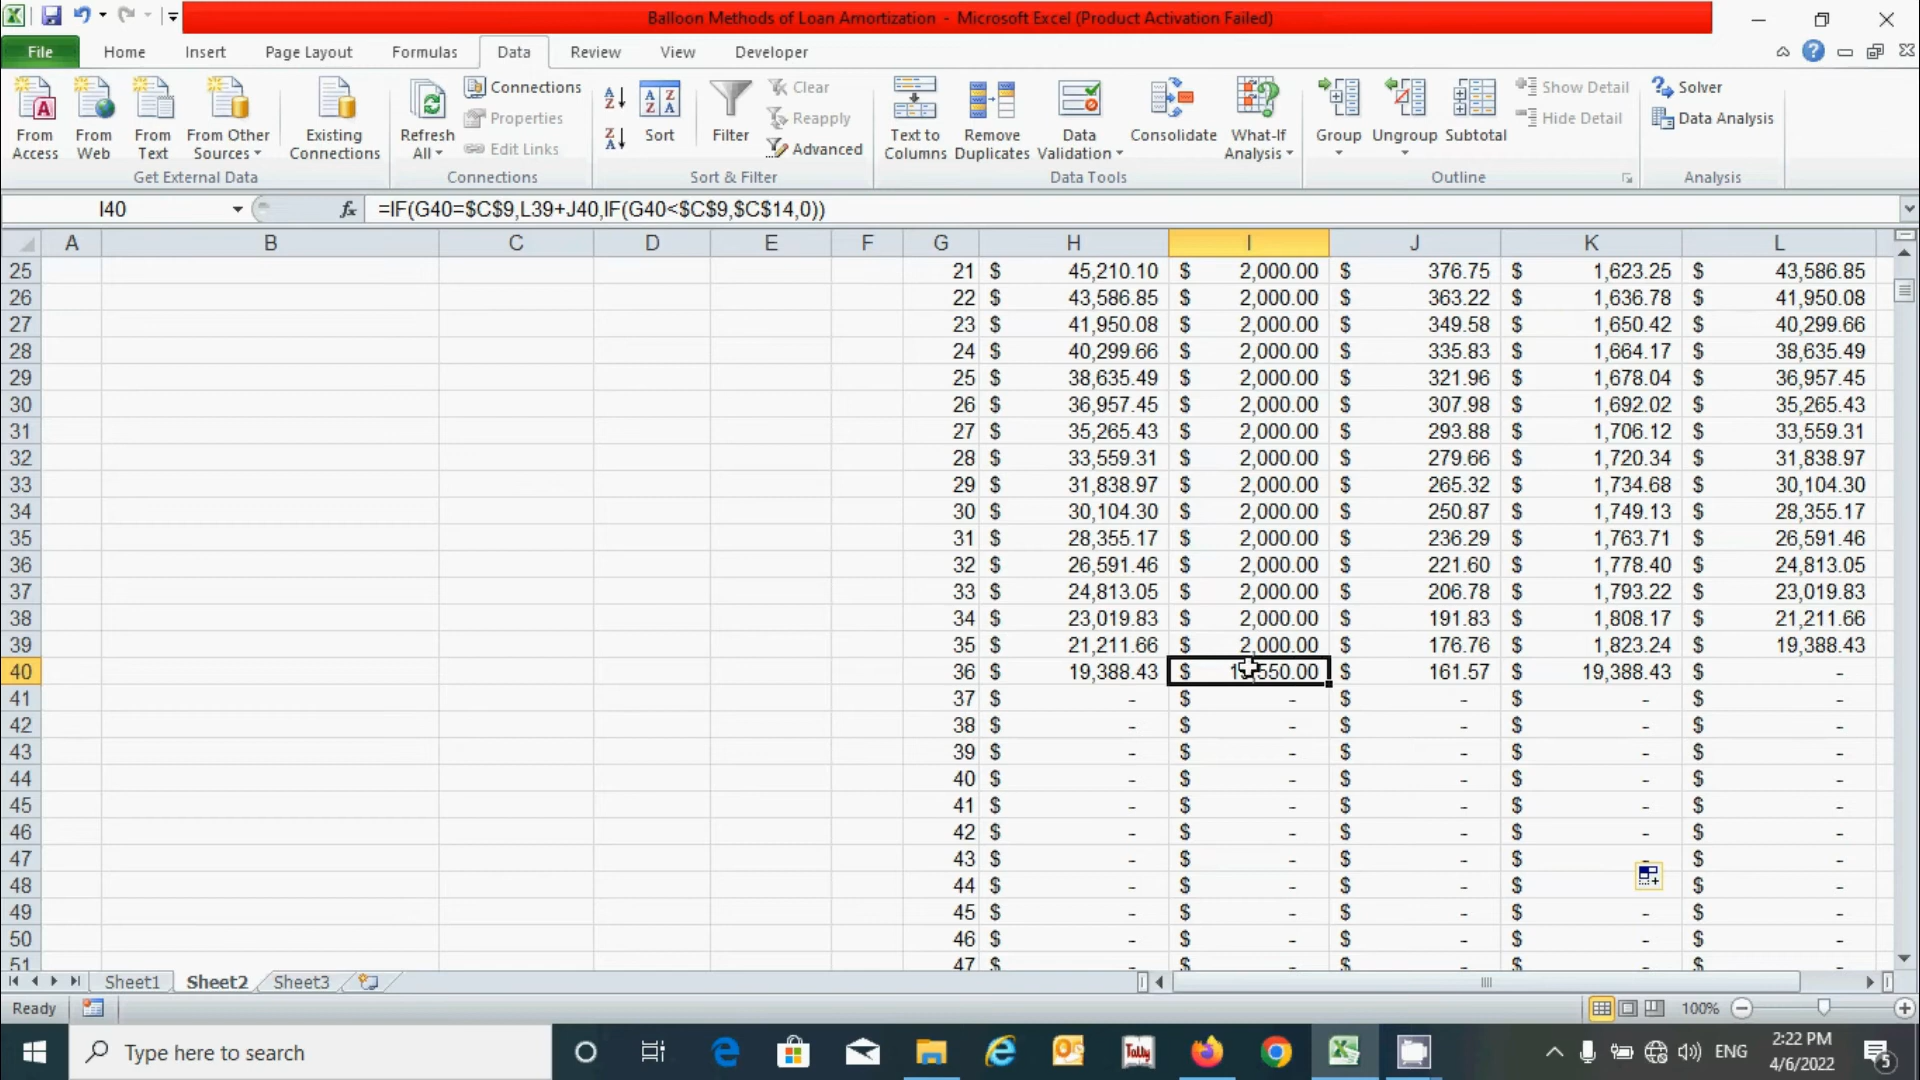 Balloon Methods of Loan Amortization - Microsoft Excel (Product Activation Failed)
File Home Insert Page Layout Formulas Data Review View Developer
From Access From Web From Text From Other Sources Existing Connections Refresh All Connections Properties Edit Links Sort Filter Clear Reapply Advanced Text to Columns Remove Duplicates Data Validation Consolidate What-If Analysis Group Ungroup Subtotal Show Detail Hide Detail Solver Data Analysis
Get External Data Connections Sort & Filter Data Tools Outline Analysis
I40 fx =IF(G40=$C$9,L39+J40,IF(G40<$C$9,$C$14,0))
A B C D E F G H I J K L
25 21 $ 45,210.10 $ 2,000.00 $ 376.75 $ 1,623.25 $ 43,586.85
26 22 $ 43,586.85 $ 2,000.00 $ 363.22 $ 1,636.78 $ 41,950.08
27 23 $ 41,950.08 $ 2,000.00 $ 349.58 $ 1,650.42 $ 40,299.66
28 24 $ 40,299.66 $ 2,000.00 $ 335.83 $ 1,664.17 $ 38,635.49
29 25 $ 38,635.49 $ 2,000.00 $ 321.96 $ 1,678.04 $ 36,957.45
30 26 $ 36,957.45 $ 2,000.00 $ 307.98 $ 1,692.02 $ 35,265.43
31 27 $ 35,265.43 $ 2,000.00 $ 293.88 $ 1,706.12 $ 33,559.31
32 28 $ 33,559.31 $ 2,000.00 $ 279.66 $ 1,720.34 $ 31,838.97
33 29 $ 31,838.97 $ 2,000.00 $ 265.32 $ 1,734.68 $ 30,104.30
34 30 $ 30,104.30 $ 2,000.00 $ 250.87 $ 1,749.13 $ 28,355.17
35 31 $ 28,355.17 $ 2,000.00 $ 236.29 $ 1,763.71 $ 26,591.46
36 32 $ 26,591.46 $ 2,000.00 $ 221.60 $ 1,778.40 $ 24,813.05
37 33 $ 24,813.05 $ 2,000.00 $ 206.78 $ 1,793.22 $ 23,019.83
38 34 $ 23,019.83 $ 2,000.00 $ 191.83 $ 1,808.17 $ 21,211.66
39 35 $ 21,211.66 $ 2,000.00 $ 176.76 $ 1,823.24 $ 19,388.43
40 36 $ 19,388.43 $ $ 161.57 $ 19,388.43 $ -
41 37 $ - $ - $ - $ - $ -
42 38 $ - $ - $ - $ - $ -
43 39 $ - $ - $ - $ - $ -
44 40 $ - $ - $ - $ - $ -
45 41 $ - $ - $ - $ - $ -
46 42 $ - $ - $ - $ - $ -
47 43 $ - $ - $ - $ - $ -
48 44 $ - $ - $ - $ - $ -
49 45 $ - $ - $ - $ - $ -
50 46 $ - $ - $ - $ - $ -
51 47 $ $ $ $ $
Sheet1 Sheet2 Sheet3
Ready 100%
Type here to search Tally ENG 2:22 PM
4/6/2022 5